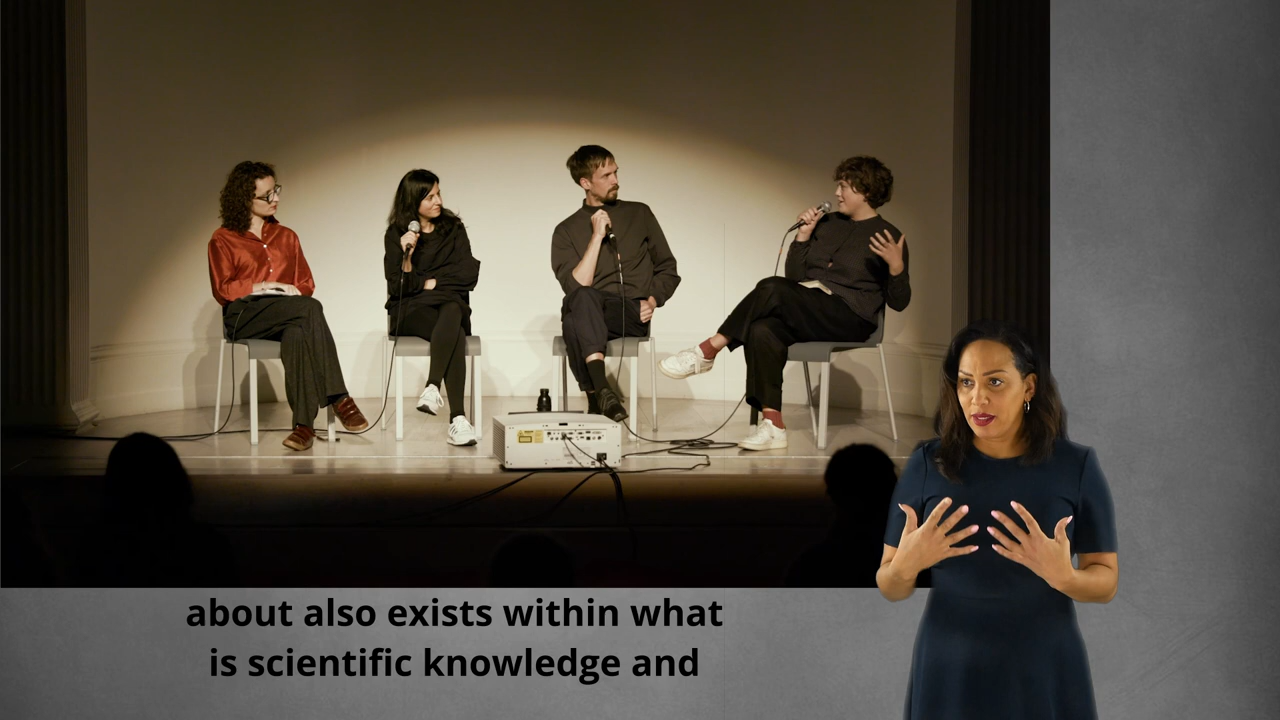 about also exists within what
is scientific knowledge and